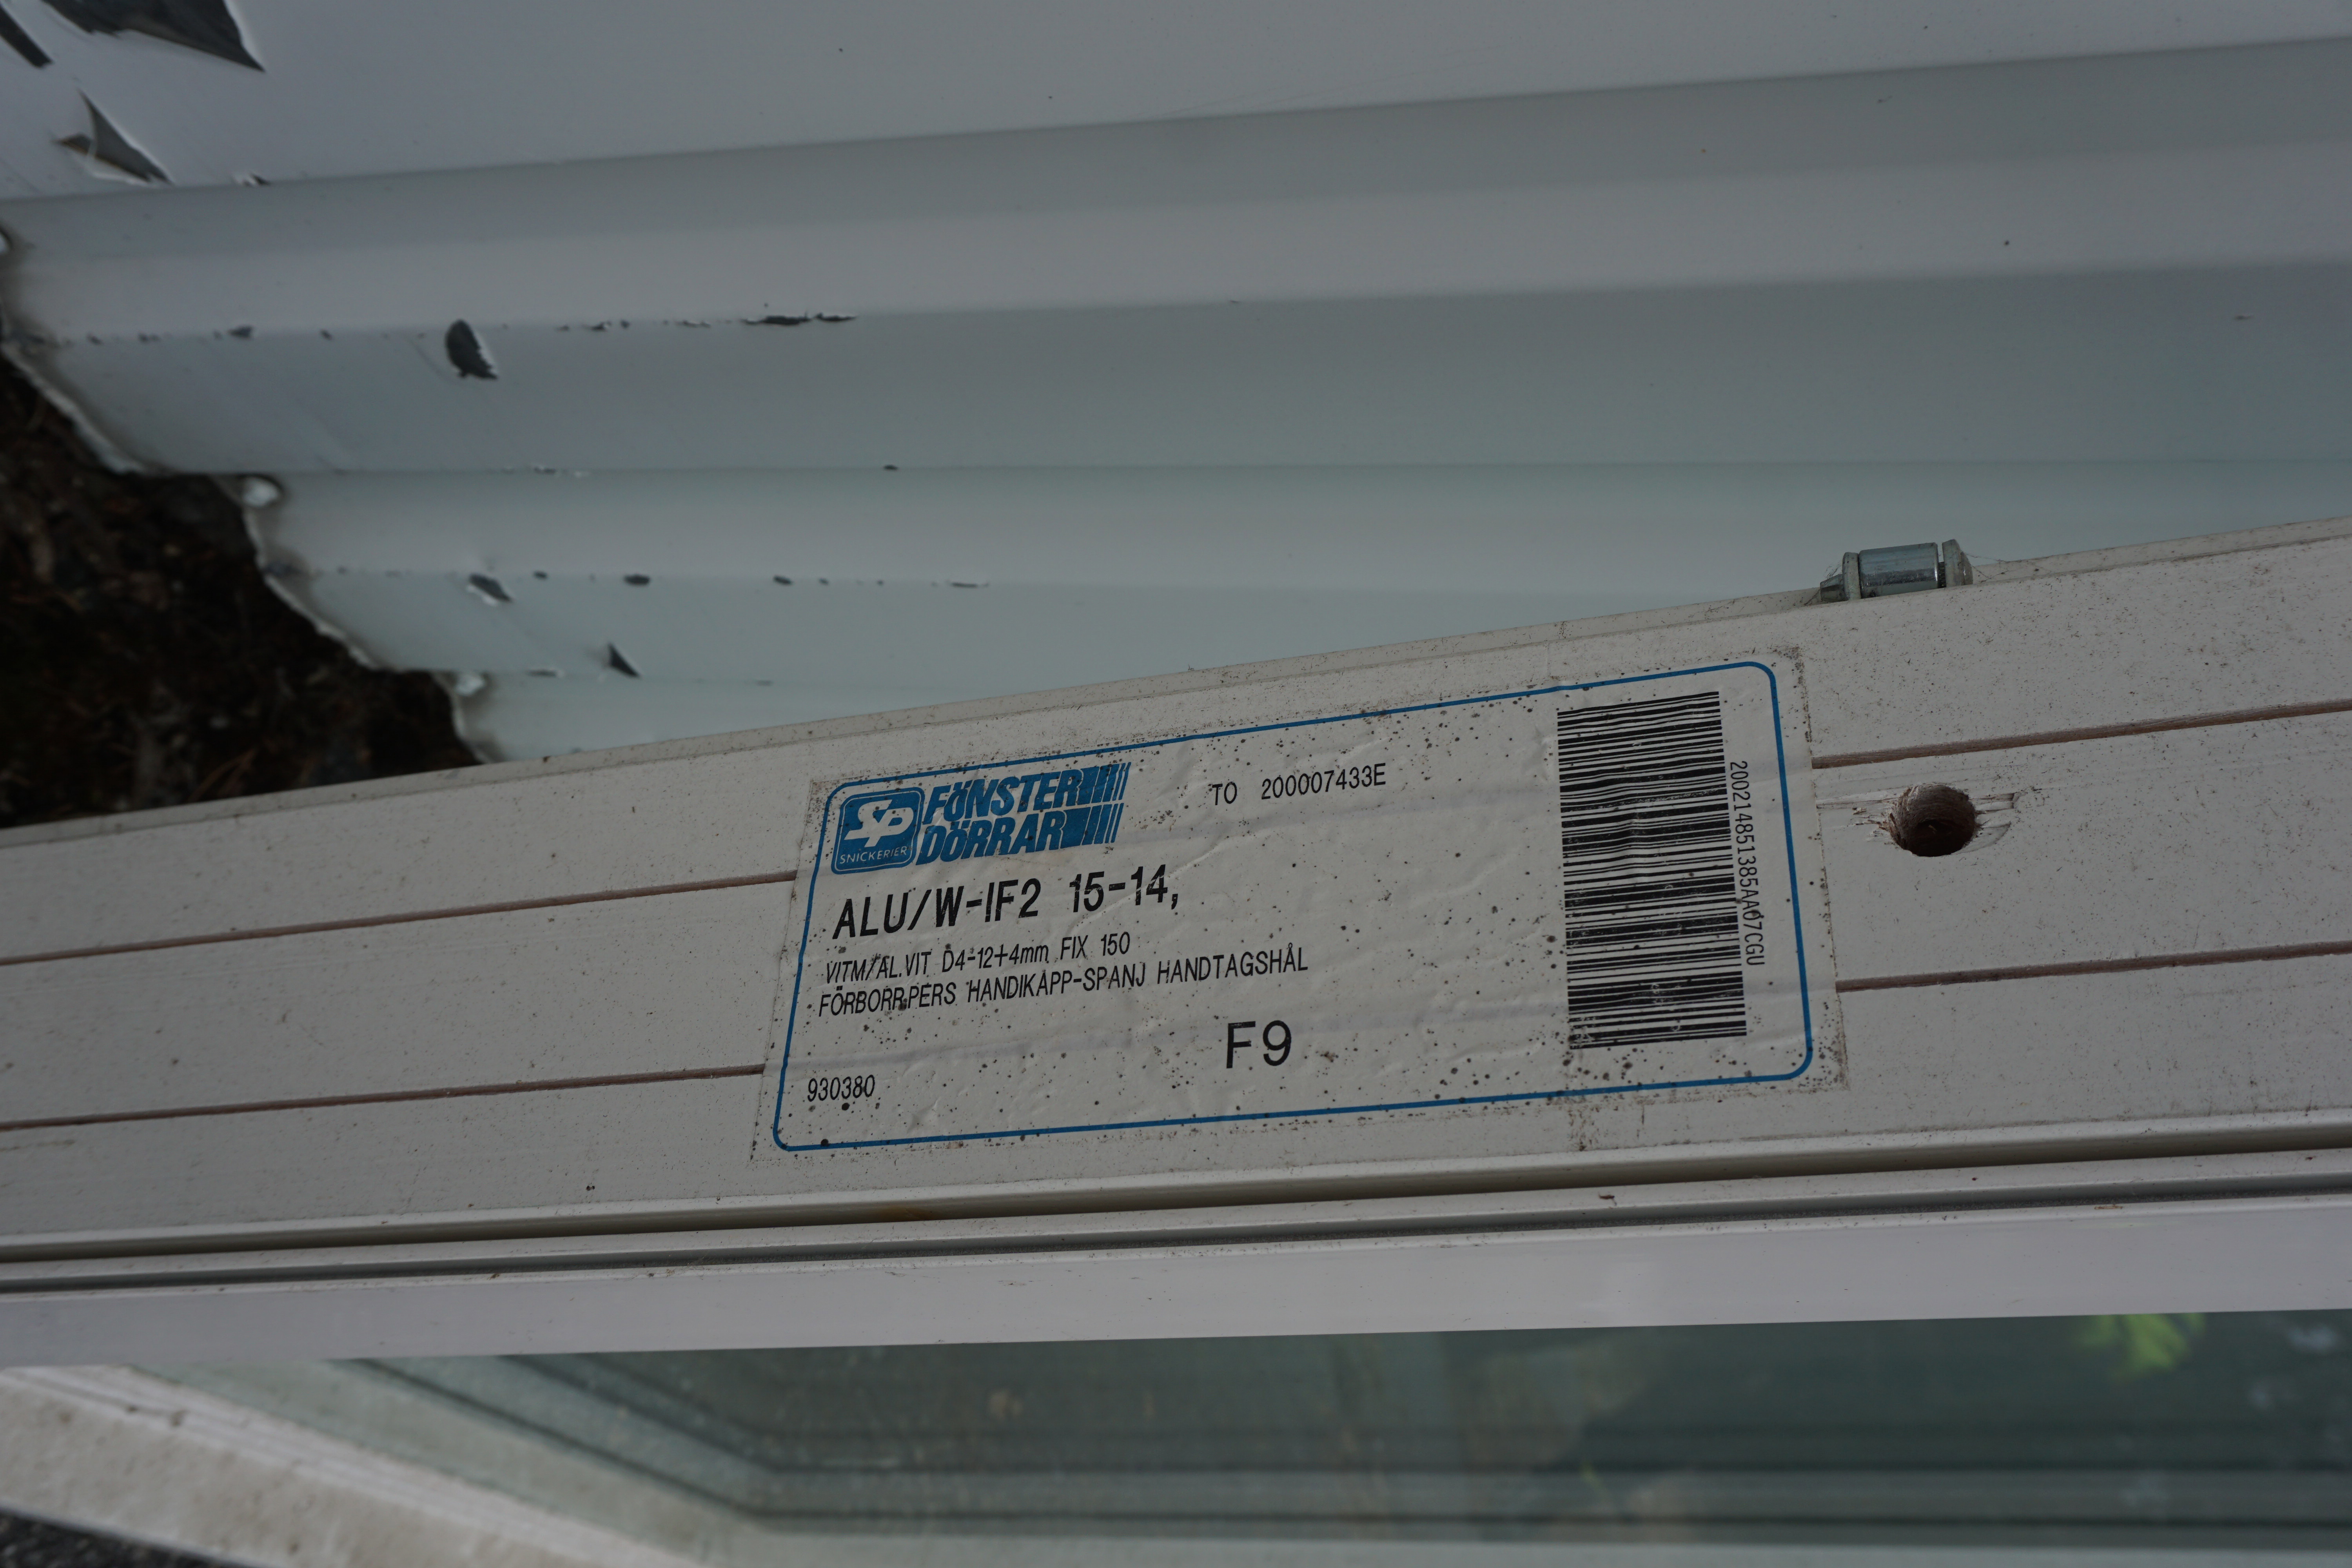 SP
SNICKERIER
FÖNSTER
DÖRRAR
TO 200007433E
ALU/W-IF2 15-14,
VITM/AL.VIT D4-12+4mm FIX 150
FÖRBORR.PERS HANDIKAPP-SPANJ HANDTAGSHÅL
F9
930380
200214851385AA07CGU